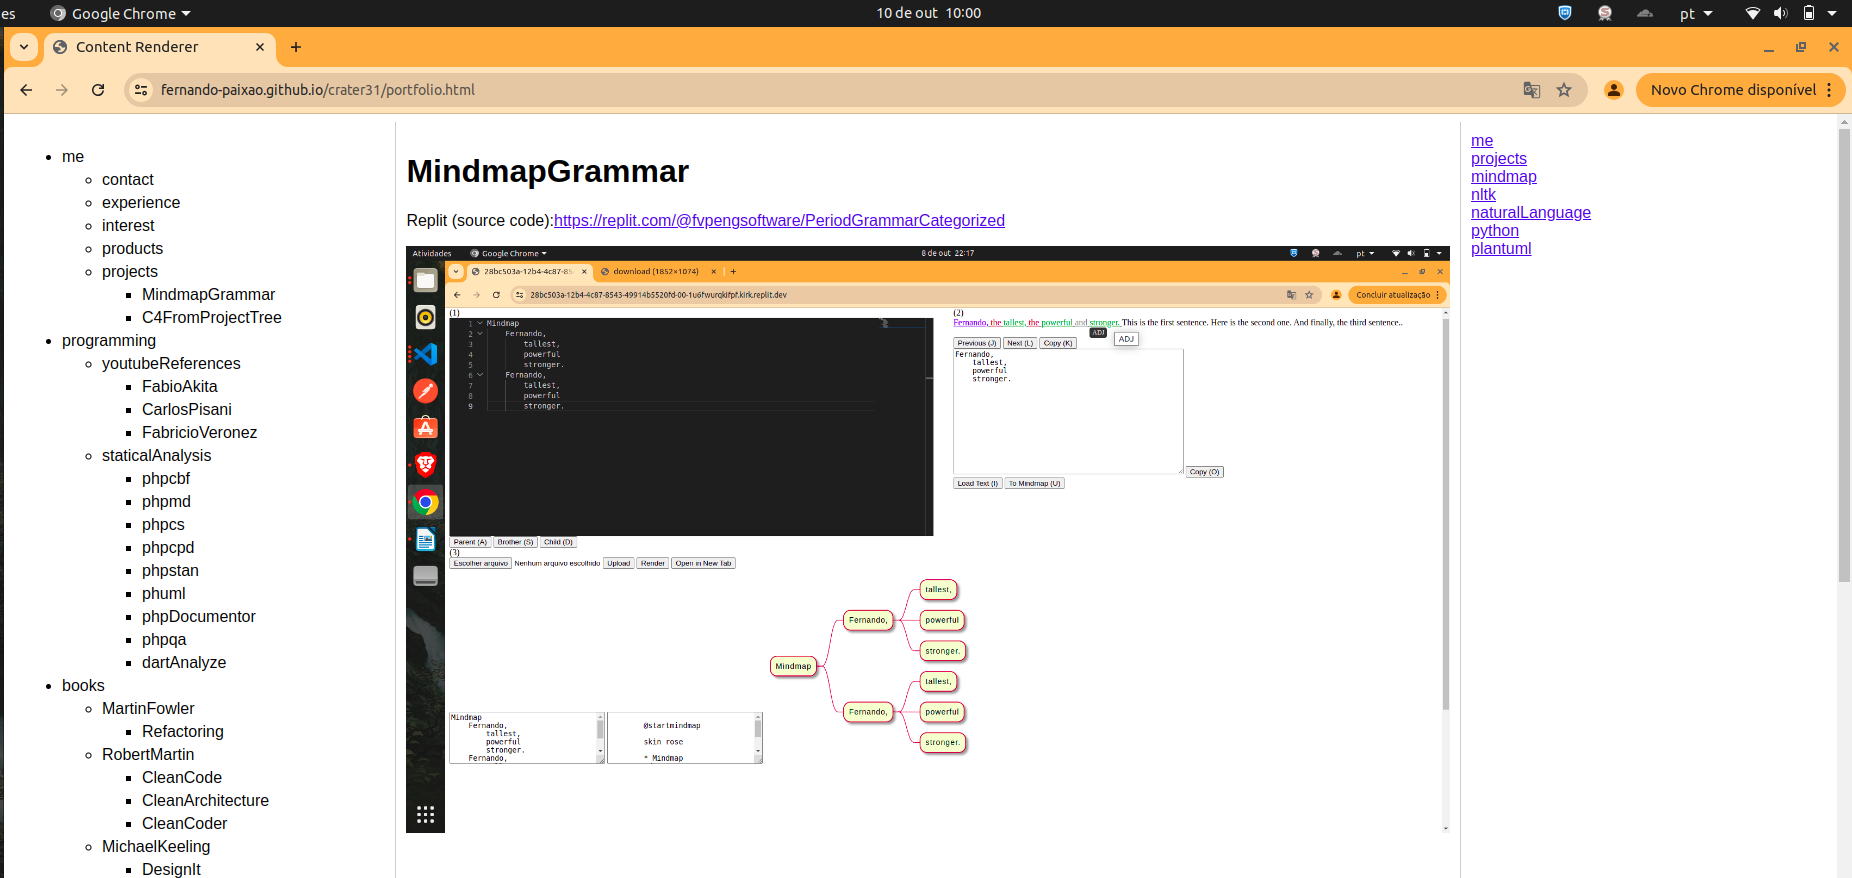 es
Google Chrome
10 de out 10:00
pt
Content Renderer
fernando-paixao.github.io/crater31/portfolio.html
Novo Chrome disponível
me
contact
experience
interest
products
projects
MindmapGrammar
C4FromProjectTree
programming
youtubeReferences
FabioAkita
CarlosPisani
FabricioVeronez
staticalAnalysis
phpcbf
phpmd
phpcs
phpcpd
phpstan
phuml
phpDocumentor
phpqa
dartAnalyze
books
MartinFowler
Refactoring
RobertMartin
CleanCode
CleanArchitecture
CleanCoder
MichaelKeeling
DesignIt
MindmapGrammar
Replit (source code):https://replit.com/@fvpengsoftware/PeriodGrammarCategorized
Atividades
Google Chrome
8 de out 22:17
pt
28bc503a-12b4-4c87-85
download (1852×1074)
28bc503a-12b4-4c87-8543-49914b5520fd-00-1u6fwurqkifpf.kirk.replit.dev
Concluir atualização
(1)
1 Mindmap
2 Fernando,
3 tallest,
4 powerful
5 stronger.
6 Fernando,
7 tallest,
8 powerful
9 stronger.
Parent (A) Brother (S) Child (D)
(2)
Fernando, the tallest, the powerful and stronger. This is the first sentence. Here is the second one. And finally, the third sentence..
ADJ
ADJ
Previous (J) Next (L) Copy (K)
Fernando,
tallest,
powerful
stronger.
Copy (O)
Load Text (I) To Mindmap (U)
(3)
Escolher arquivo Nenhum arquivo escolhido Upload Render Open in New Tab
Mindmap
Fernando,
tallest,
powerful
stronger.
Fernando,
tallest,
powerful
stronger.
Mindmap
Fernando,
tallest,
powerful
stronger.
Fernando,
@startmindmap
skin rose
* Mindmap
me
projects
mindmap
nltk
naturalLanguage
python
plantuml